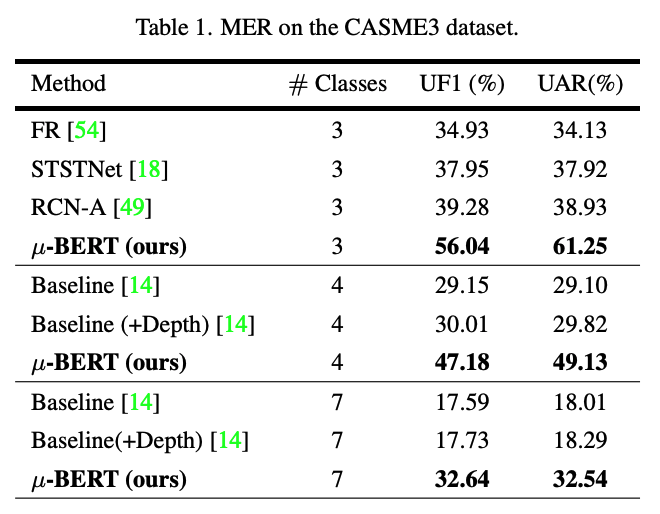 Table 1. MER on the CASME3 dataset.
Method # Classes UF1 (%) UAR(%)
FR [54] 3 34.93 34.13
STSTNet [18] 3 37.95 37.92
RCN-A [49] 3 39.28 38.93
μ-BERT (ours) 3 56.04 61.25
Baseline [14] 4 29.15 29.10
Baseline (+Depth) [14] 4 30.01 29.82
μ-BERT (ours) 4 47.18 49.13
Baseline [14] 7 17.59 18.01
Baseline(+Depth) [14] 7 17.73 18.29
μ-BERT (ours) 7 32.64 32.54